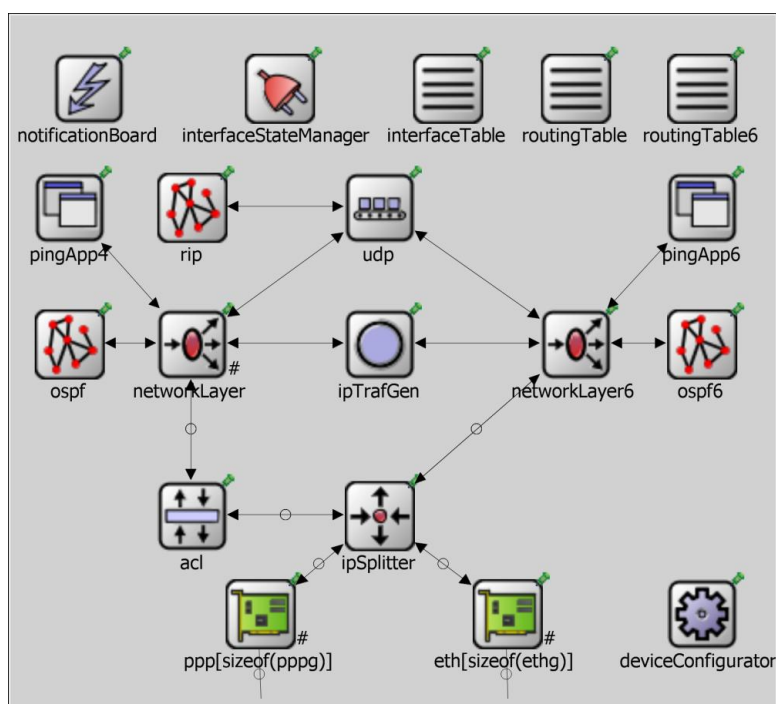 notificationBoard interfaceStateManager interfaceTable routingTable routingTable6
pingApp4 rip udp pingApp6
ospf networkLayer # ipTrafGen networkLayer6 ospf6
acl ipSplitter
ppp[sizeof(pppg)] # eth[sizeof(ethg)] # deviceConfigurator